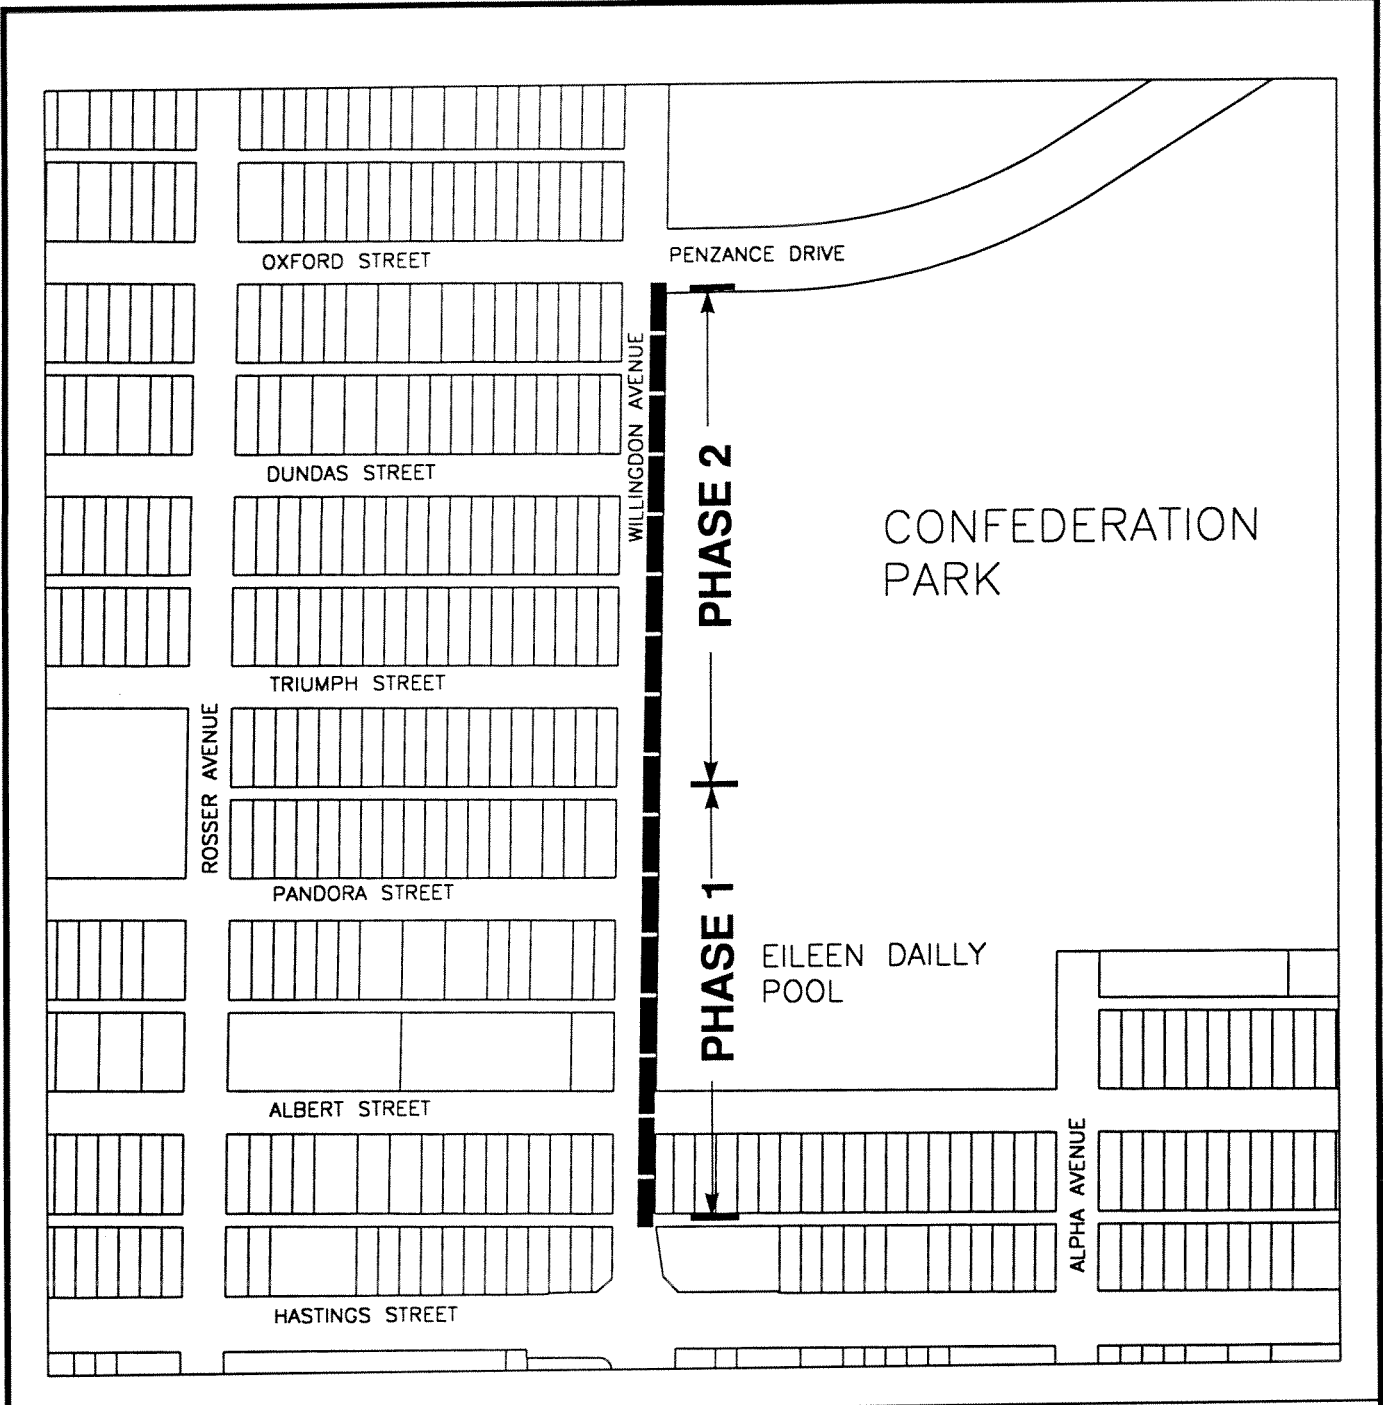 OXFORD STREET
PENZANCE DRIVE
WILLINGDON AVENUE
DUNDAS STREET
PHASE 2
CONFEDERATION
PARK
TRIUMPH STREET
ROSSER AVENUE
PANDORA STREET
PHASE 1
EILEEN DAILLY
POOL
ALBERT STREET
ALPHA AVENUE
HASTINGS STREET